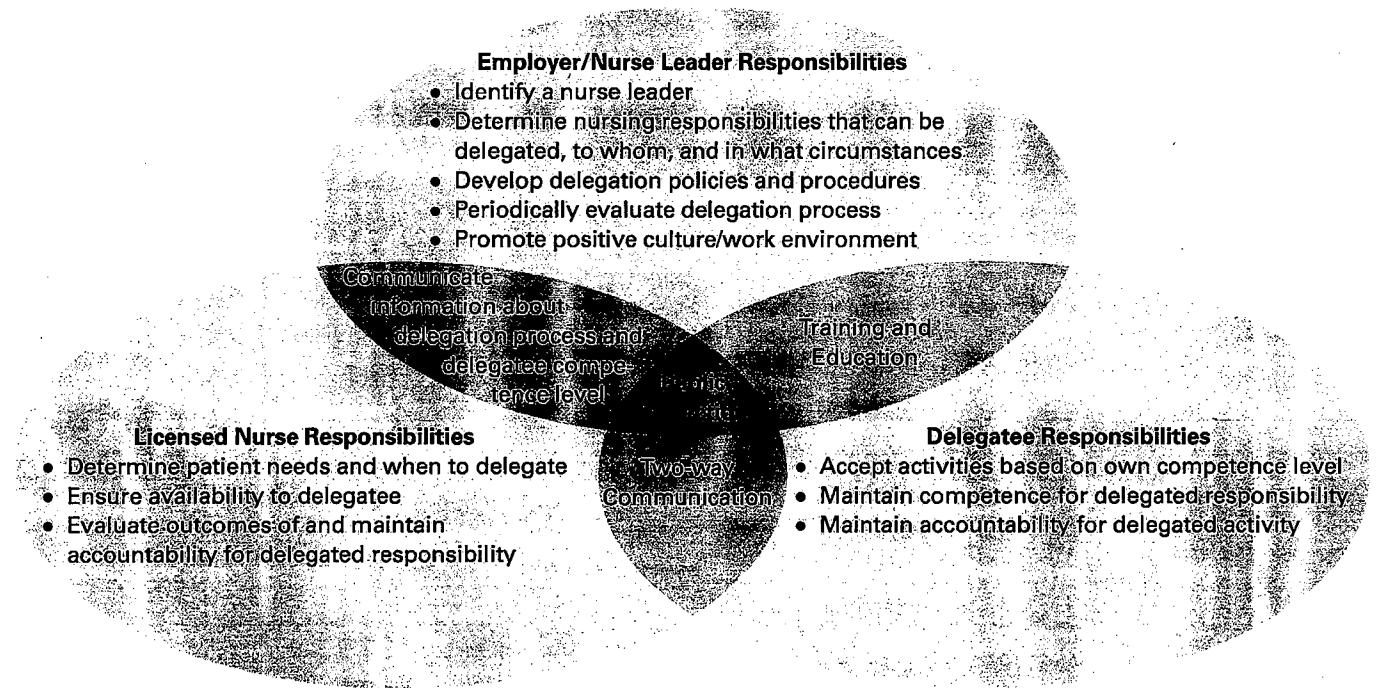 Employer/Nurse Leader Responsibilities
● Identify a nurse leader
● Determine nursing responsibilities that can be
delegated, to whom, and in what circumstances
● Develop delegation policies and procedures
● Periodically evaluate delegation process
● Promote positive culture/work environment
Communicate
information about
delegation process and
delegatee compe-
tence level
Training and
Education
Licensed Nurse Responsibilities
● Determine patient needs and when to delegate
● Ensure availability to delegatee
● Evaluate outcomes of and maintain
accountability for delegated responsibility
Two-way
Communication
Delegatee Responsibilities
● Accept activities based on own competence level
● Maintain competence for delegated responsibility
● Maintain accountability for delegated activity